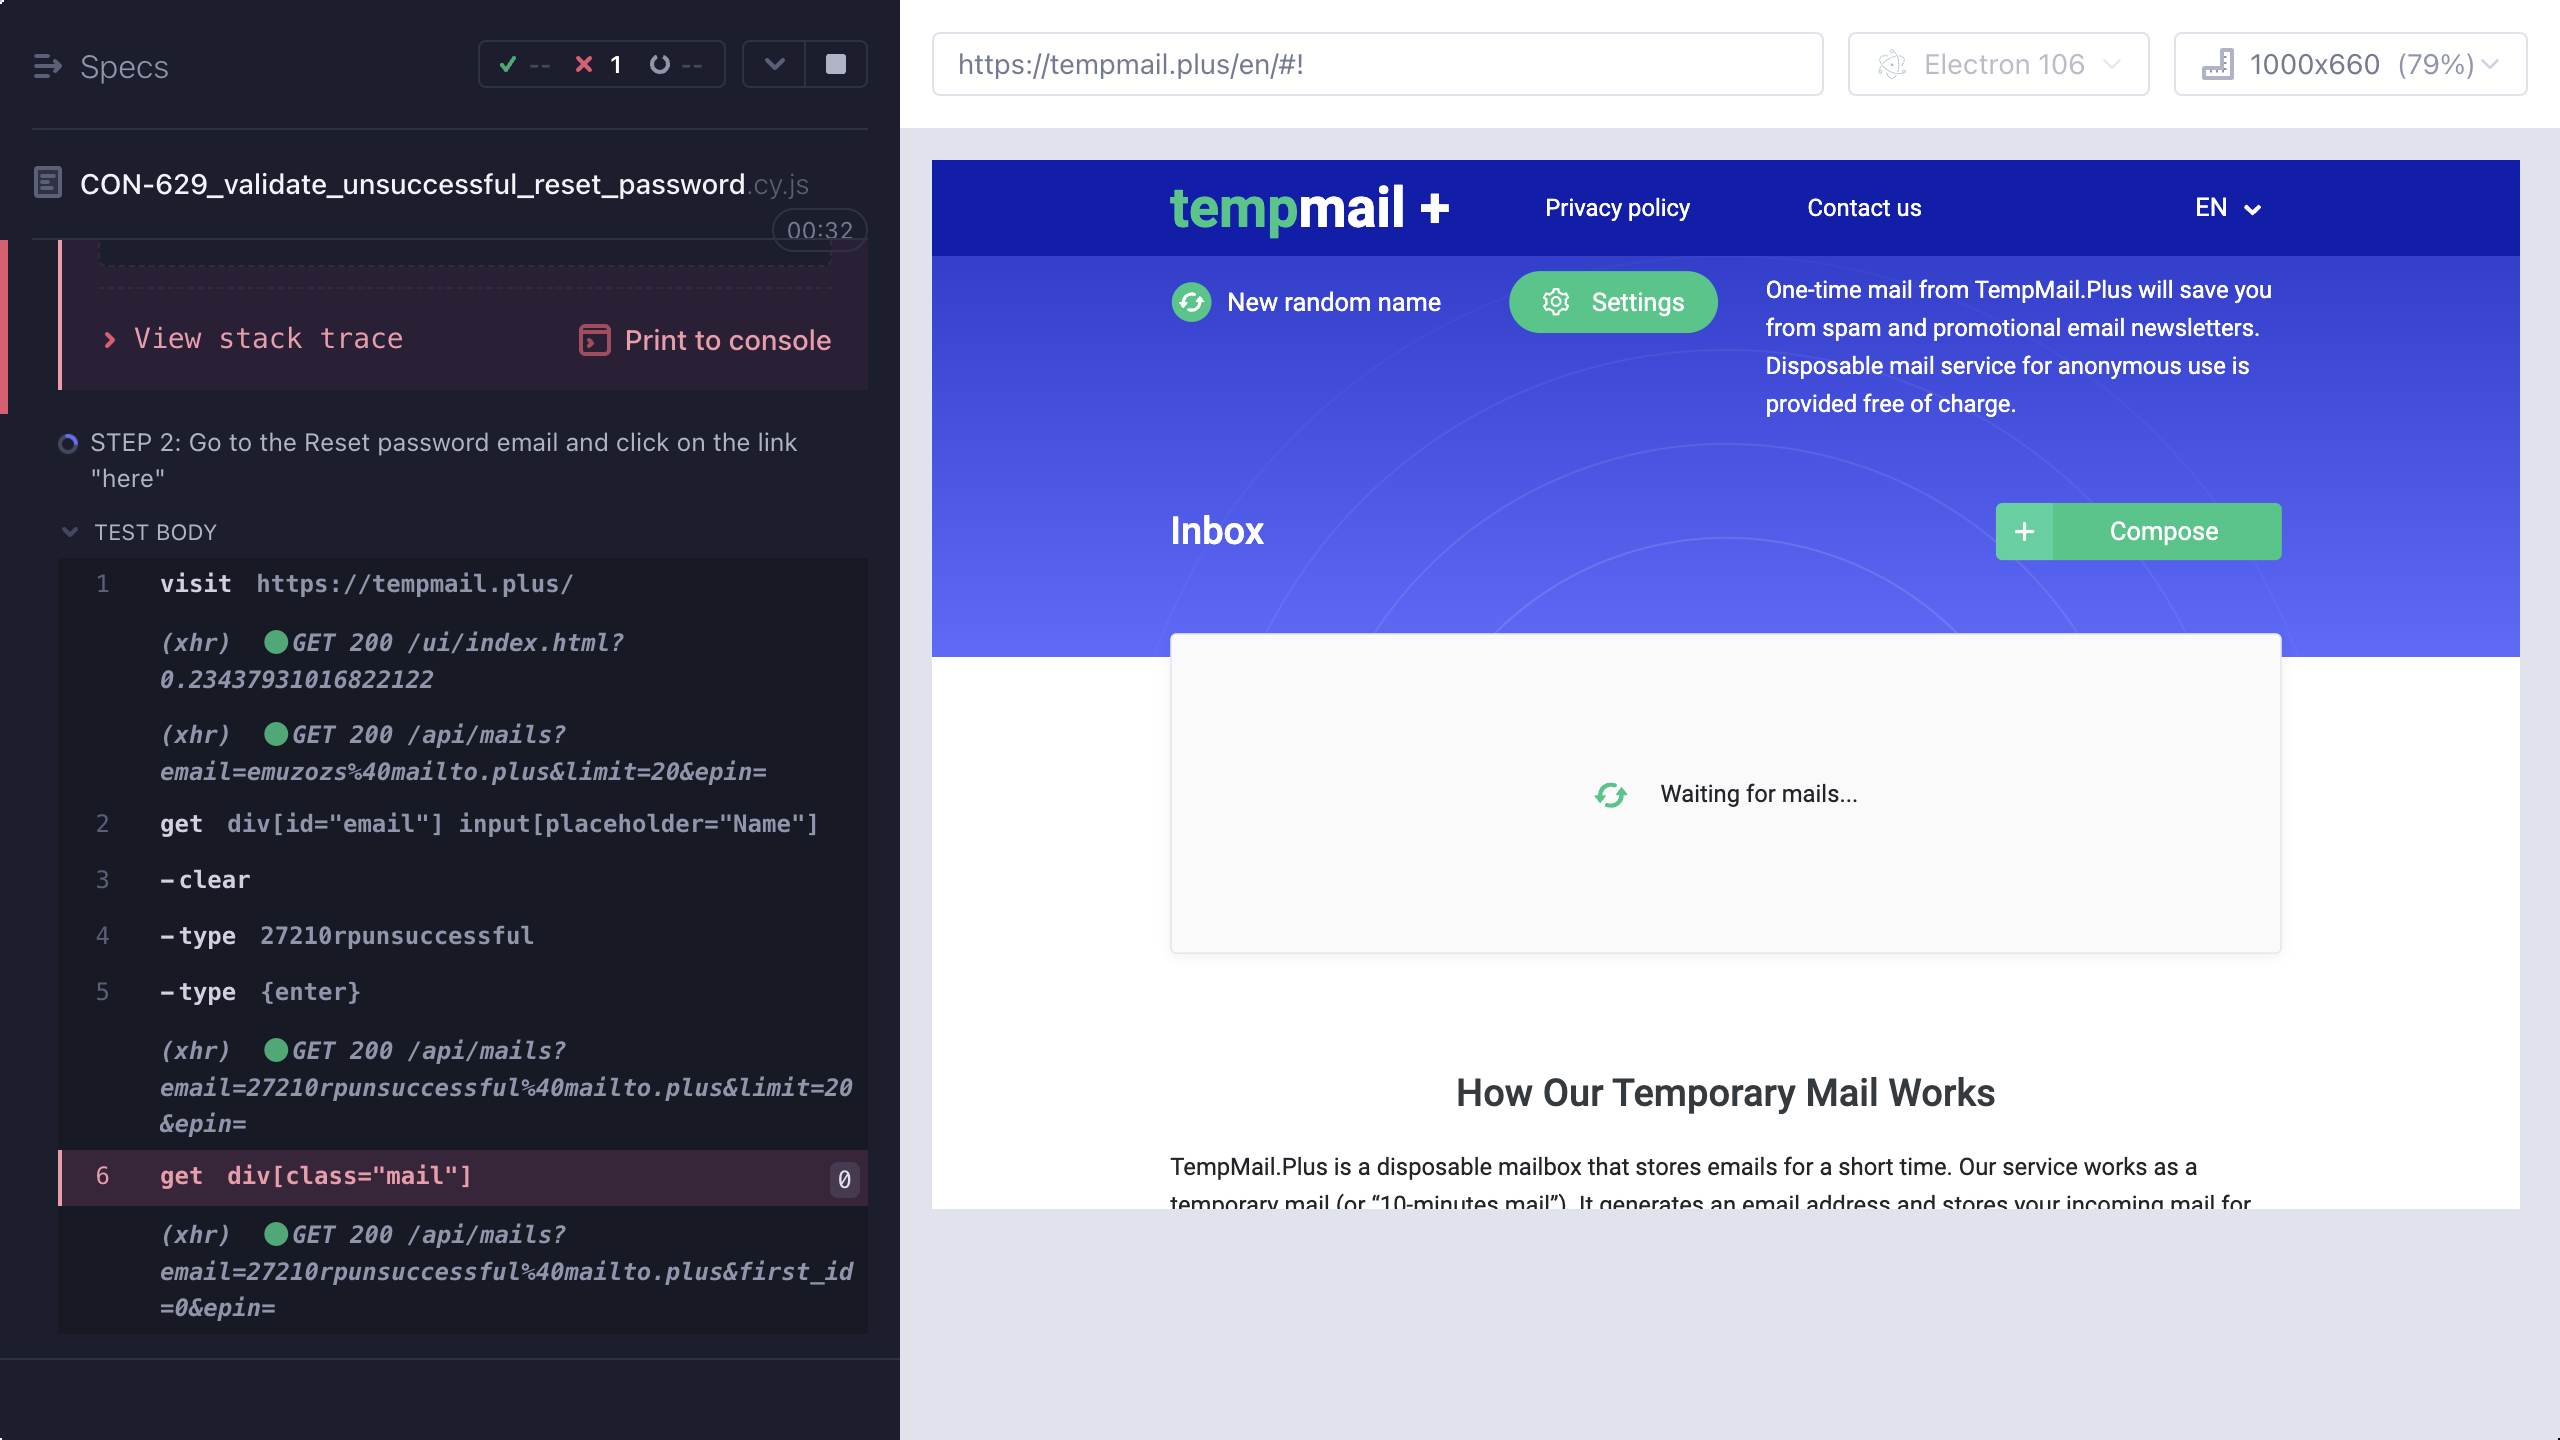 Specs
-- 1 --
CON-629_validate_unsuccessful_reset_password.cy.js
00:32
View stack trace
Print to console
STEP 2: Go to the Reset password email and click on the link
"here"
TEST BODY
1 visit https://tempmail.plus/
(xhr) GET 200 /ui/index.html?
0.23437931016822122
(xhr) GET 200 /api/mails?
email=emuzozs%40mailto.plus&limit=20&epin=
2 get div[id="email"] input[placeholder="Name"]
3 -clear
4 -type 27210rpunsuccessful
5 -type {enter}
(xhr) GET 200 /api/mails?
email=27210rpunsuccessful%40mailto.plus&limit=20
&epin=
6 get div[class="mail"] 0
(xhr) GET 200 /api/mails?
email=27210rpunsuccessful%40mailto.plus&first_id
=0&epin=
https://tempmail.plus/en/#!
Electron 106
1000x660 (79%)
tempmail +
Privacy policy
Contact us
EN
New random name
Settings
One-time mail from TempMail.Plus will save you
from spam and promotional email newsletters.
Disposable mail service for anonymous use is
provided free of charge.
Inbox
+ Compose
Waiting for mails...
How Our Temporary Mail Works
TempMail.Plus is a disposable mailbox that stores emails for a short time. Our service works as a
temporary mail (or “10-minutes mail”). It generates an email address and stores your incoming mail for